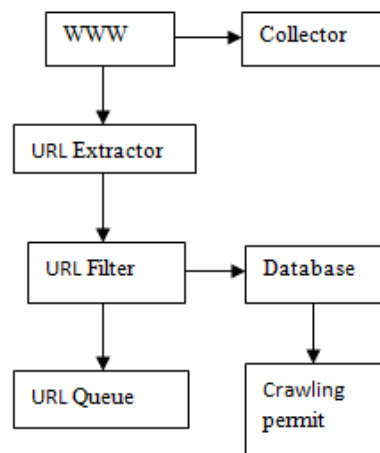 WWW
Collector
URL Extractor
URL Filter
Database
URL Queue
Crawling
permit